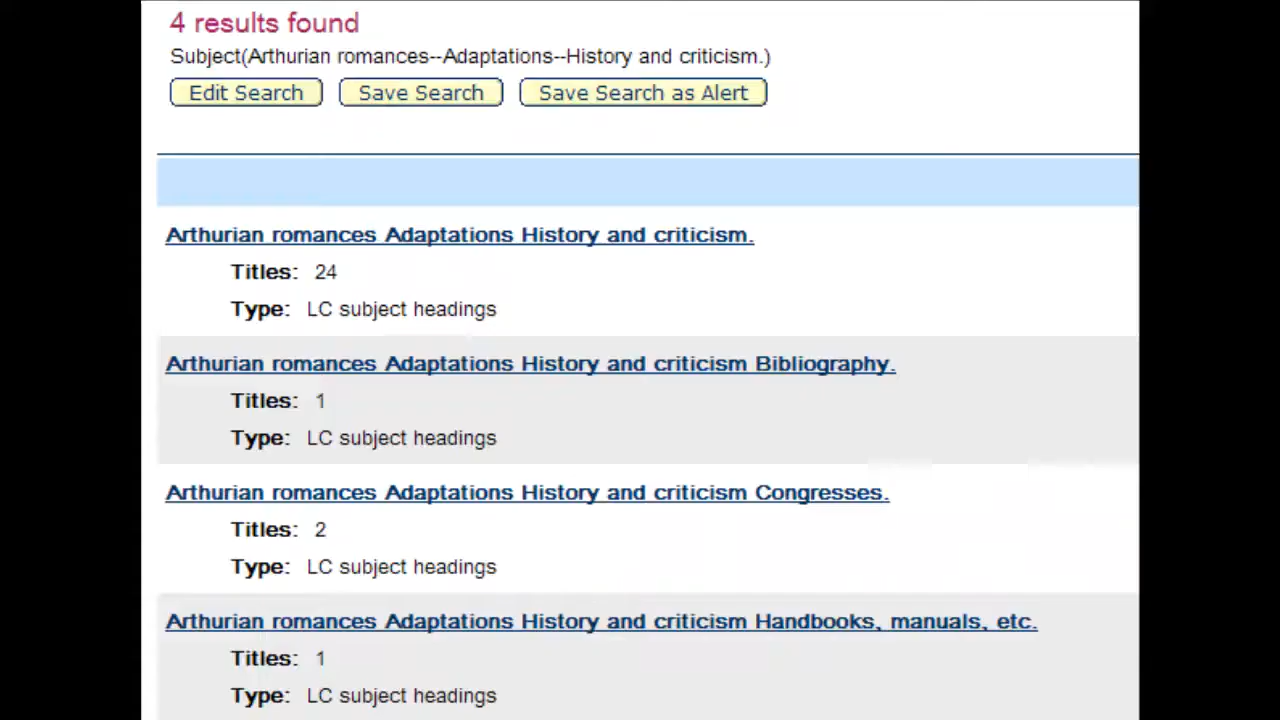 4 results found
Subject(Arthurian romances--Adaptations--History and criticism.)
Edit Search Save Search Save Search as Alert
Arthurian romances Adaptations History and criticism.
Titles: 24
Type: LC subject headings
Arthurian romances Adaptations History and criticism Bibliography.
Titles: 1
Type: LC subject headings
Arthurian romances Adaptations History and criticism Congresses.
Titles: 2
Type: LC subject headings
Arthurian romances Adaptations History and criticism Handbooks, manuals, etc.
Titles: 1
Type: LC subject headings